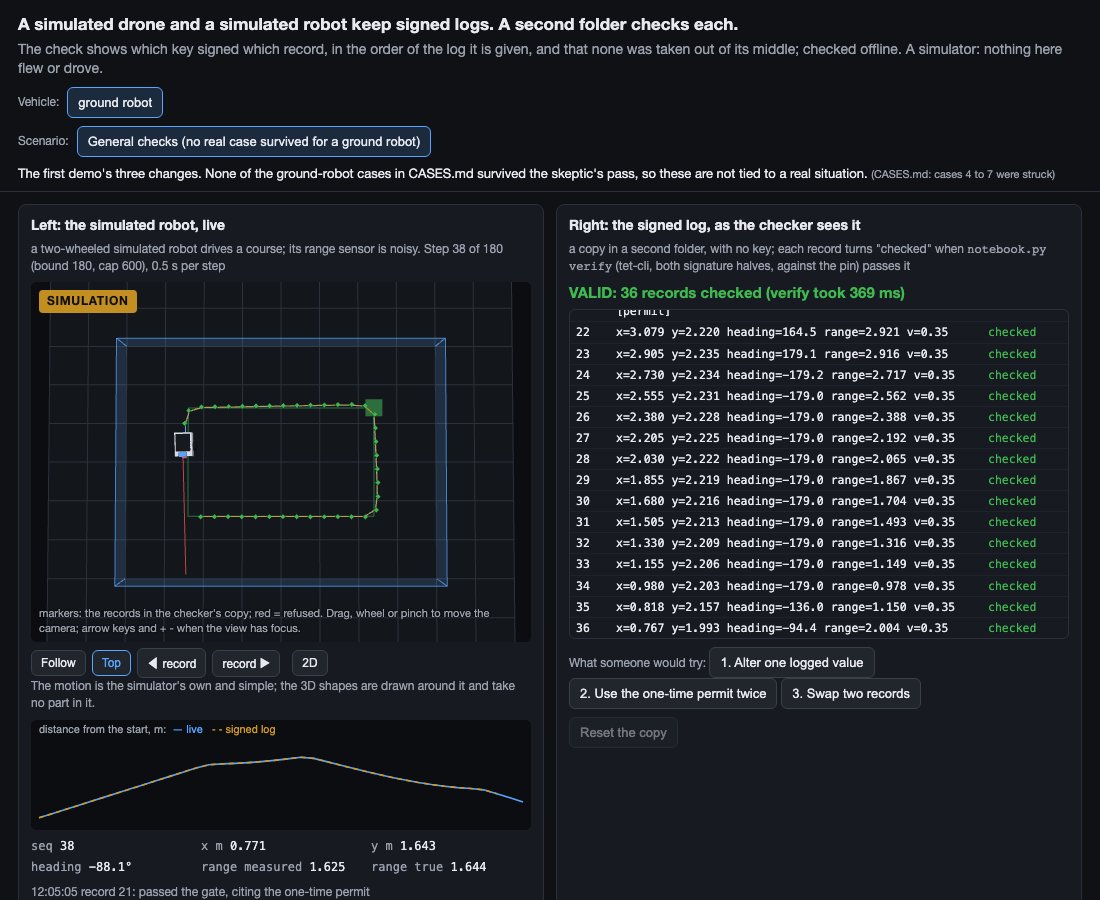 A simulated drone and a simulated robot keep signed logs. A second folder checks each.
The check shows which key signed which record, in the order of the log it is given, and that none was taken out of its middle; checked offline. A simulator: nothing here
flew or drove.
Vehicle: ground robot
Scenario: General checks (no real case survived for a ground robot)
The first demo's three changes. None of the ground-robot cases in CASES.md survived the skeptic's pass, so these are not tied to a real situation. (CASES.md: cases 4 to 7 were struck)
Left: the simulated robot, live
a two-wheeled simulated robot drives a course; its range sensor is noisy. Step 38 of 180
(bound 180, cap 600), 0.5 s per step
SIMULATION
markers: the records in the checker's copy; red = refused. Drag, wheel or pinch to move the
camera; arrow keys and + - when the view has focus.
Follow Top ◀ record record ▶ 2D
The motion is the simulator's own and simple; the 3D shapes are drawn around it and take
no part in it.
distance from the start, m: — live - - signed log
seq 38 x m 0.771 y m 1.643
heading −88.1° range measured 1.625 range true 1.644
12:05:05 record 21: passed the gate, citing the one-time permit
Right: the signed log, as the checker sees it
a copy in a second folder, with no key; each record turns "checked" when notebook.py
verify (tet-cli, both signature halves, against the pin) passes it
VALID: 36 records checked (verify took 369 ms)
[permit]
22 x=3.079 y=2.220 heading=164.5 range=2.921 v=0.35 checked
23 x=2.905 y=2.235 heading=179.1 range=2.916 v=0.35 checked
24 x=2.730 y=2.234 heading=−179.2 range=2.717 v=0.35 checked
25 x=2.555 y=2.231 heading=−179.0 range=2.562 v=0.35 checked
26 x=2.380 y=2.228 heading=−179.0 range=2.388 v=0.35 checked
27 x=2.205 y=2.225 heading=−179.0 range=2.192 v=0.35 checked
28 x=2.030 y=2.222 heading=−179.0 range=2.065 v=0.35 checked
29 x=1.855 y=2.219 heading=−179.0 range=1.867 v=0.35 checked
30 x=1.680 y=2.216 heading=−179.0 range=1.704 v=0.35 checked
31 x=1.505 y=2.213 heading=−179.0 range=1.493 v=0.35 checked
32 x=1.330 y=2.209 heading=−179.0 range=1.316 v=0.35 checked
33 x=1.155 y=2.206 heading=−179.0 range=1.149 v=0.35 checked
34 x=0.980 y=2.203 heading=−179.0 range=0.978 v=0.35 checked
35 x=0.818 y=2.157 heading=−136.0 range=1.150 v=0.35 checked
36 x=0.767 y=1.993 heading=−94.4 range=2.004 v=0.35 checked
What someone would try: 1. Alter one logged value
2. Use the one-time permit twice 3. Swap two records
Reset the copy